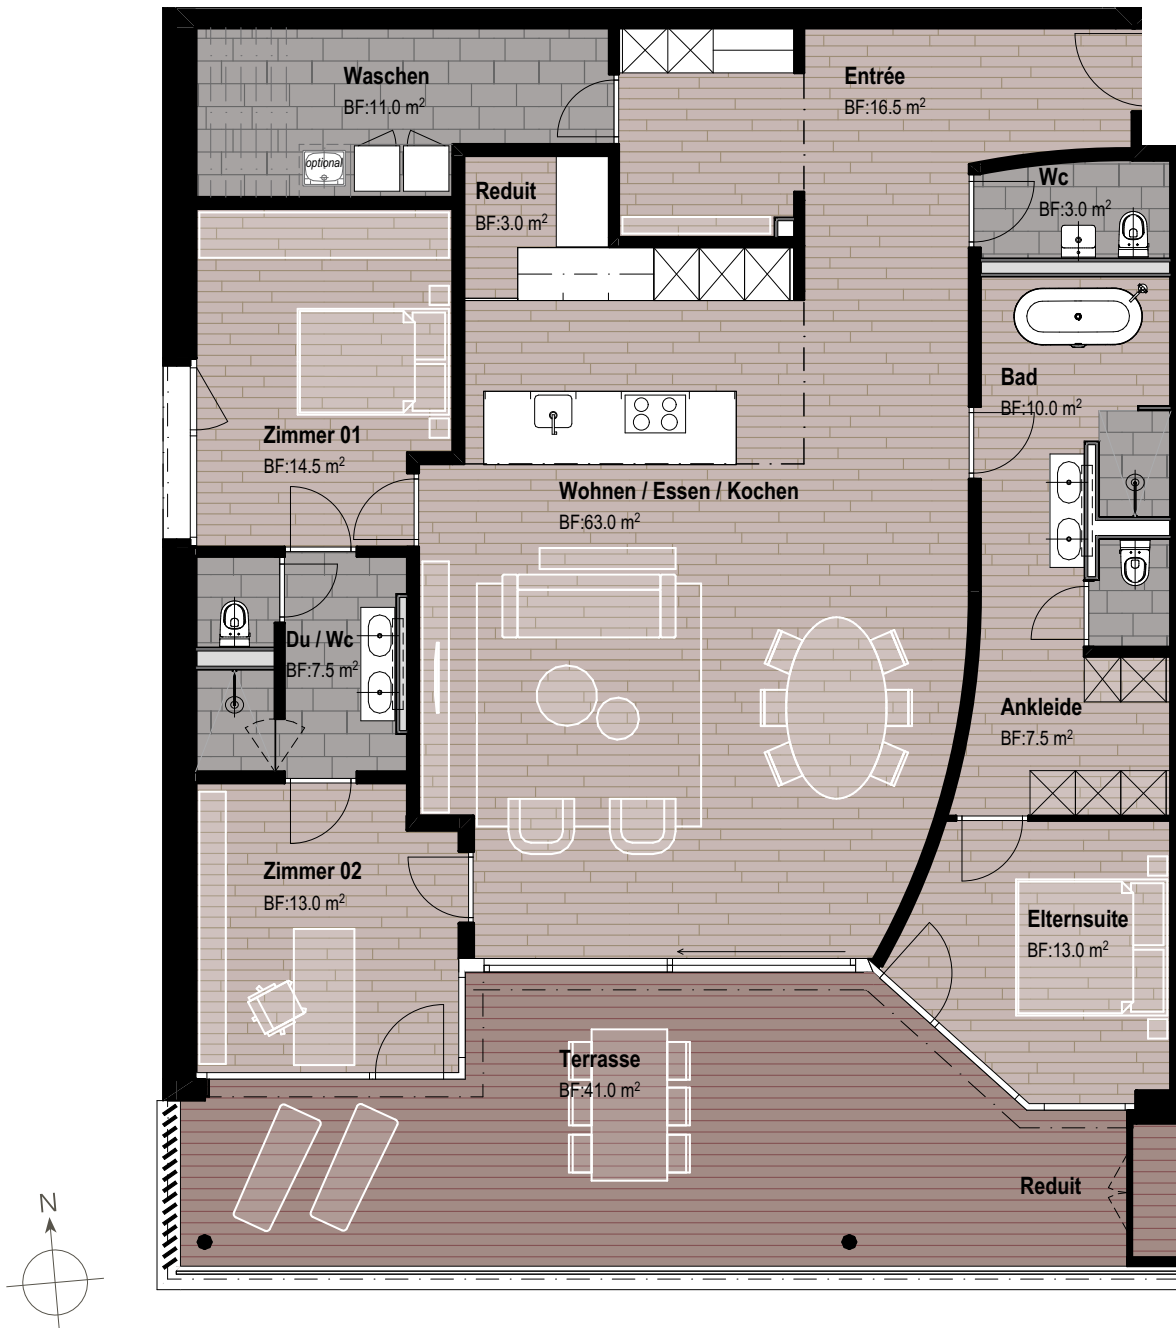 Waschen
BF:11.0 m²
Entrée
BF:16.5 m²
optional
Reduit
BF:3.0 m²
Wc
BF:3.0 m²
Bad
BF:10.0 m²
Zimmer 01
BF:14.5 m²
Wohnen / Essen / Kochen
BF:63.0 m²
Du / Wc
BF:7.5 m²
Ankleide
BF:7.5 m²
Zimmer 02
BF:13.0 m²
Elternsuite
BF:13.0 m²
Terrasse
BF:41.0 m²
Reduit
N